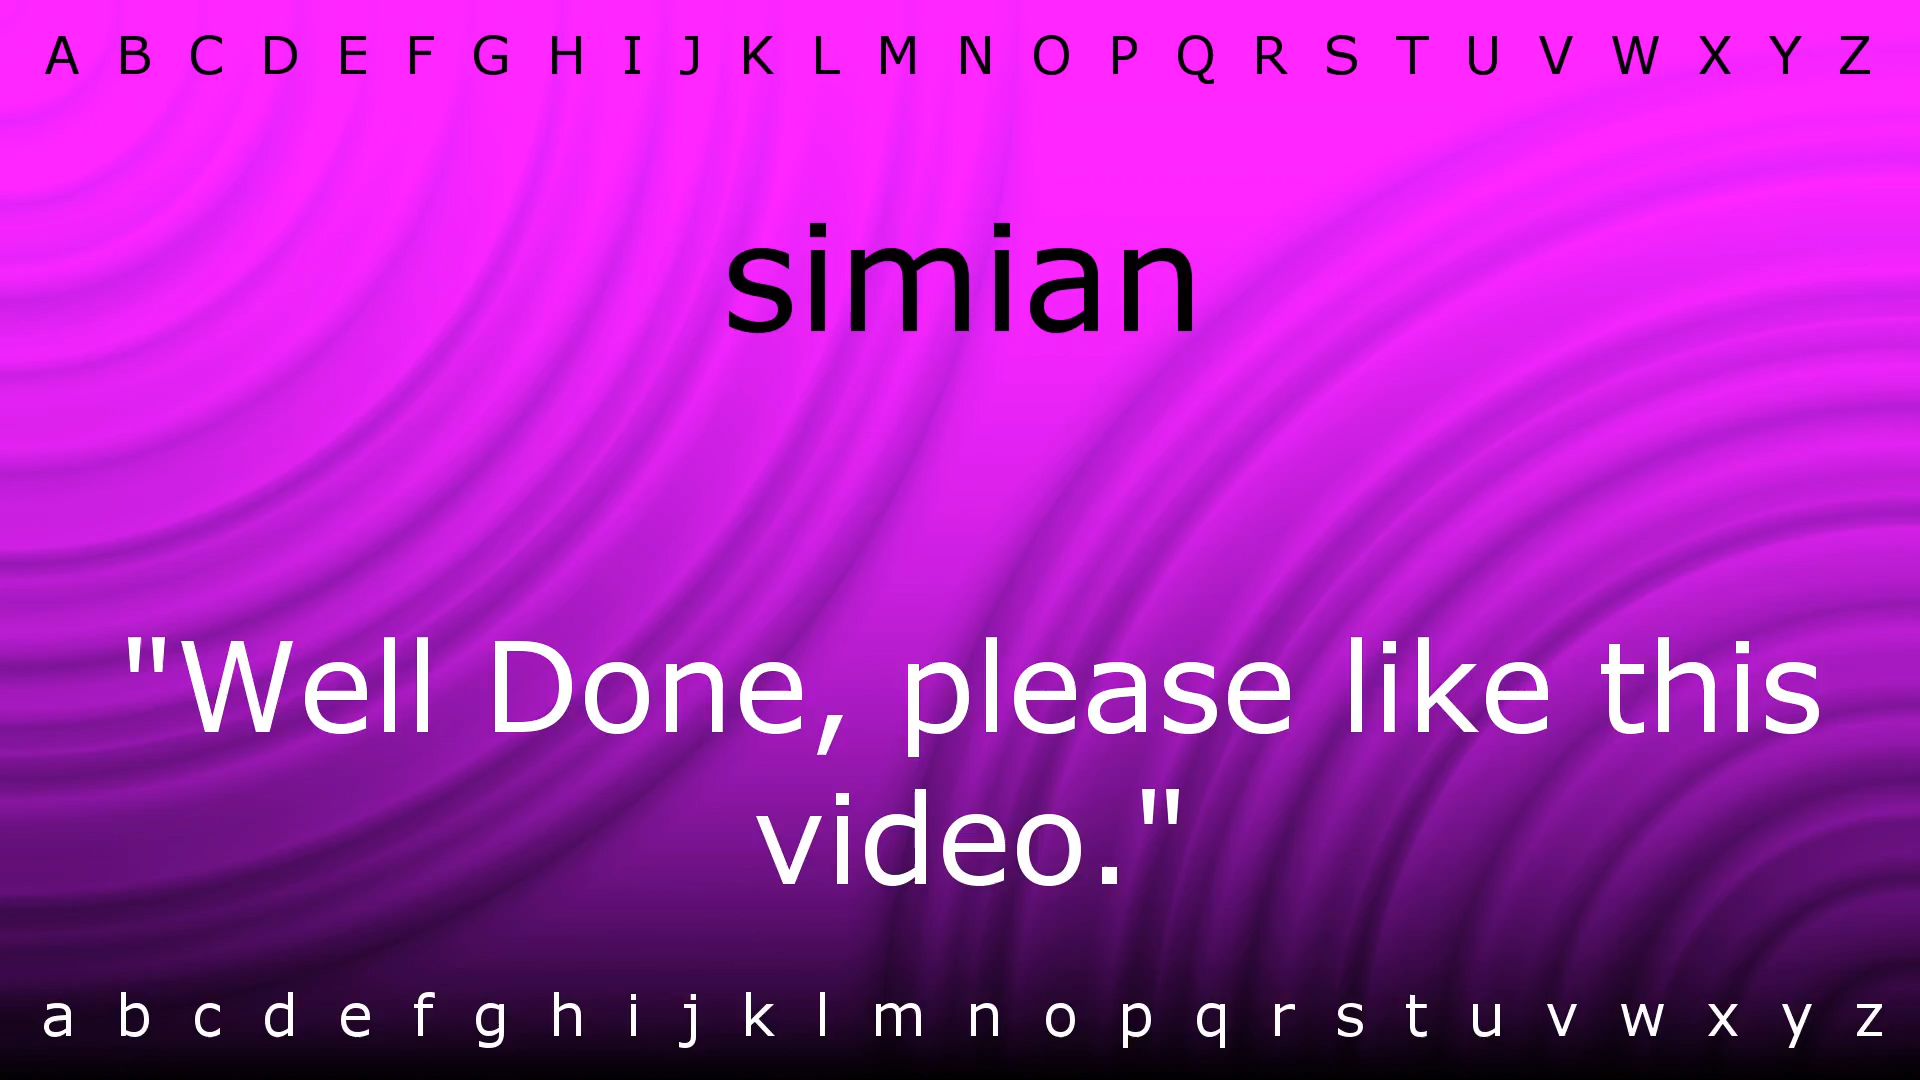 A B C D E F G H I J K L M N O P Q R S T U V W X Y Z
simian
"Well Done, please like this
video."
a b c d e f g h i j k l m n o p q r s t u v w x y z